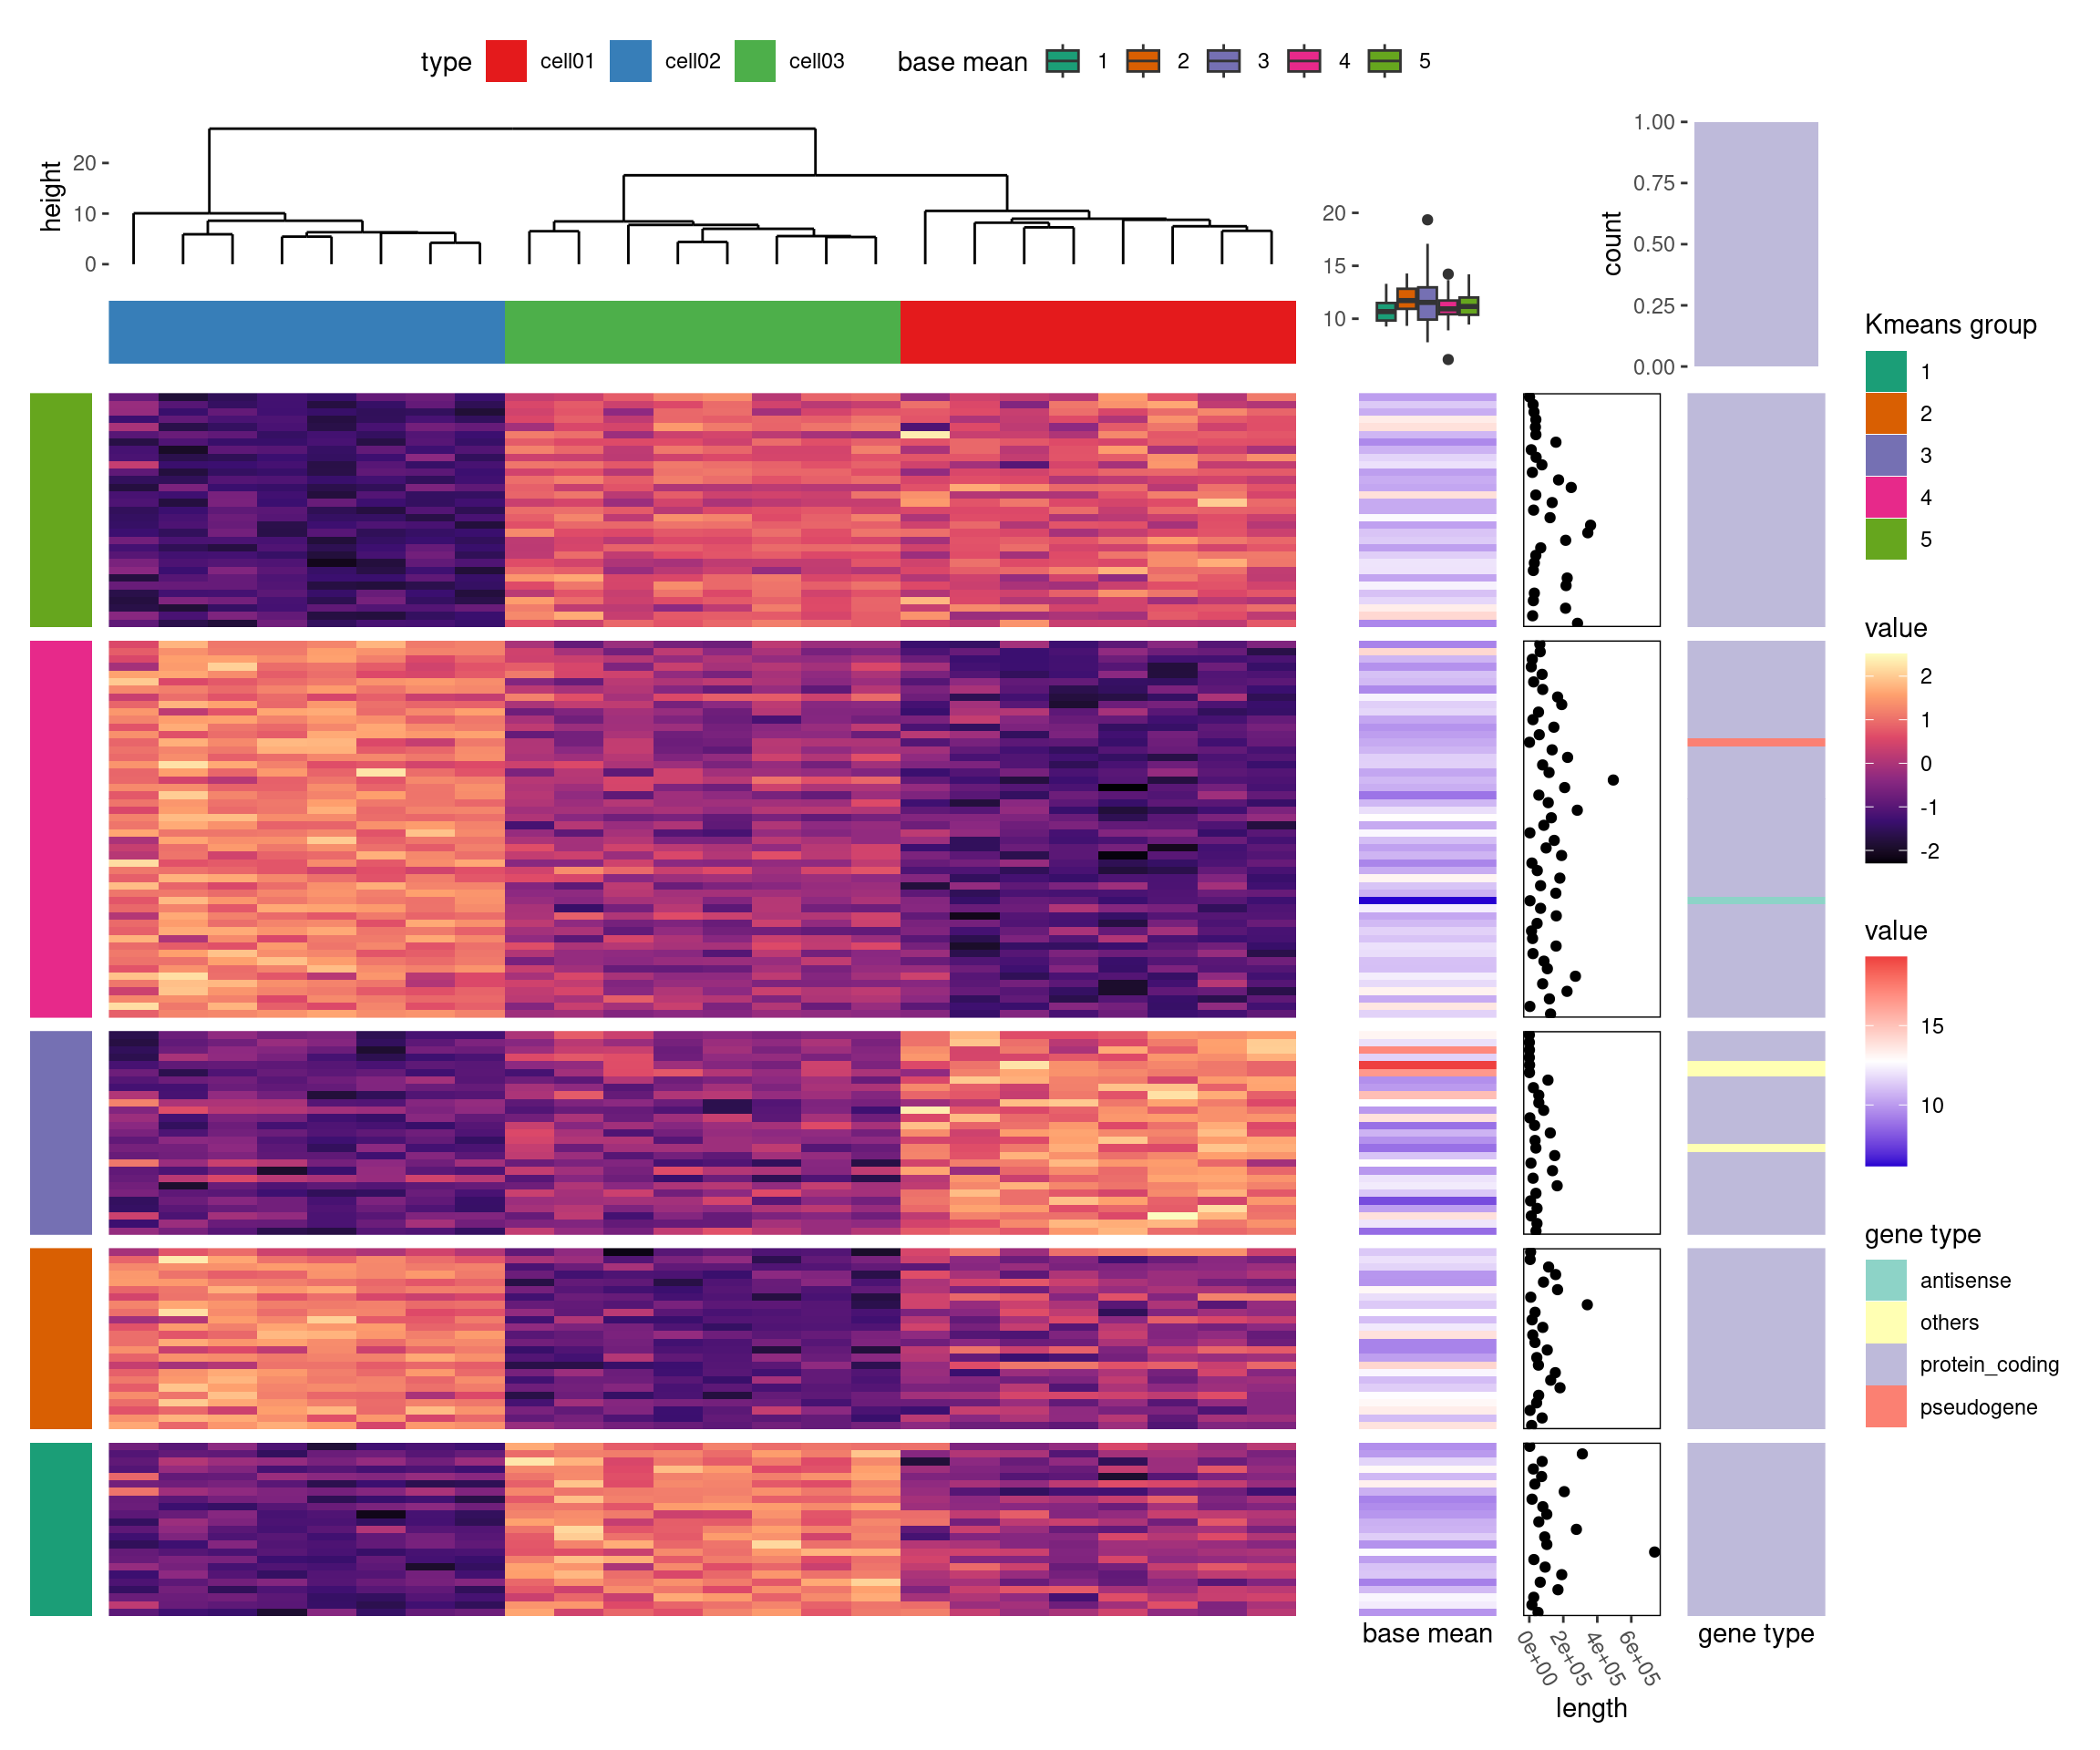 type cell01 cell02 cell03 base mean 1 2 3 4 5
height
20
10
0
20
15
10
count
1.00
0.75
0.50
0.25
0.00
Kmeans group
1
2
3
4
5
value
2
1
0
-1
-2
value
15
10
gene type
antisense
others
protein_coding
pseudogene
base mean
0e+00 2e+05 4e+05 6e+05
length
gene type